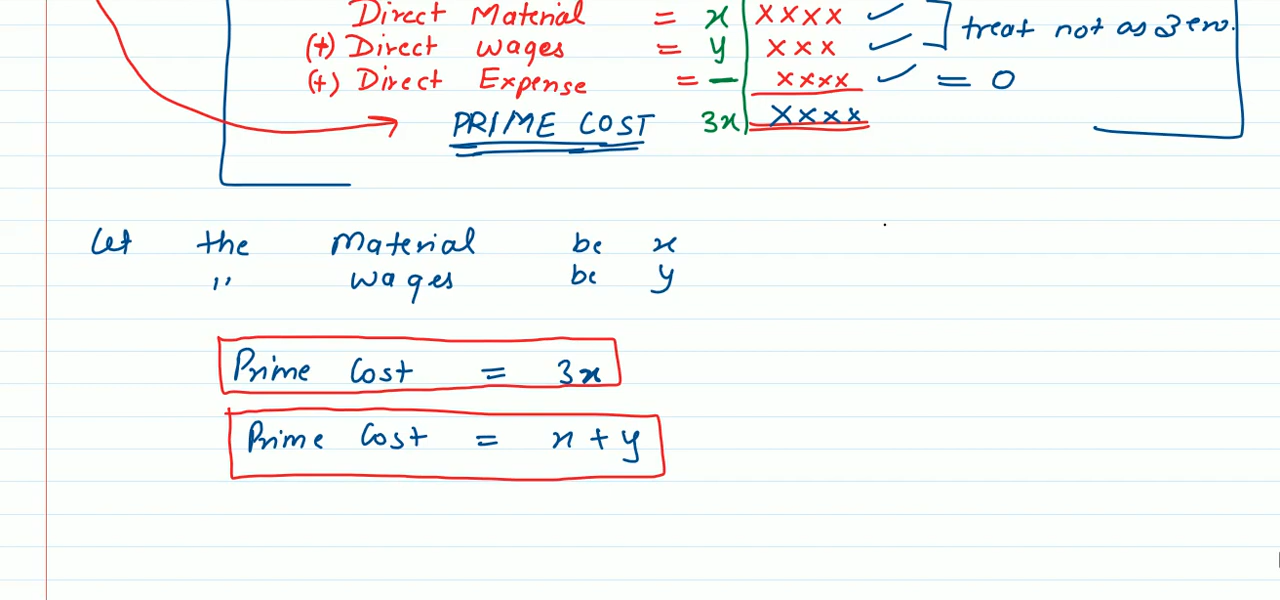 Direct Material = x xxxx ✓ ] treat not as zero.
(+) Direct wages = y xxx ✓
(+) Direct Expense = — xxxx ✓ = 0
PRIME COST 3x xxxx
Let the Material be x
" wages be y
Prime Cost = 3x
Prime Cost = x + y